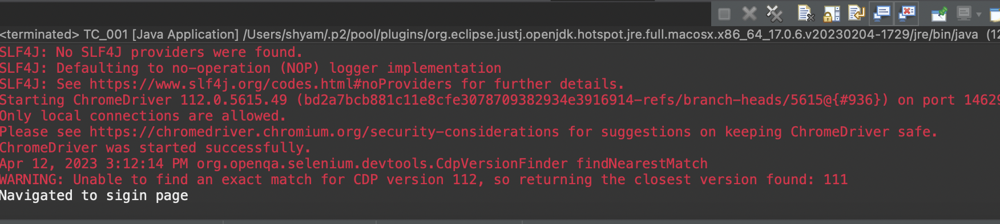 <terminated> TC_001 [Java Application] /Users/shyam/.p2/pool/plugins/org.eclipse.justj.openjdk.hotspot.jre.full.macosx.x86_64_17.0.6.v20230204-1729/jre/bin/java (12
SLF4J: No SLF4J providers were found.
SLF4J: Defaulting to no-operation (NOP) logger implementation
SLF4J: See https://www.slf4j.org/codes.html#noProviders for further details.
Starting ChromeDriver 112.0.5615.49 (bd2a7bcb881c11e8cfe3078709382934e3916914-refs/branch-heads/5615@{#936}) on port 14629
Only local connections are allowed.
Please see https://chromedriver.chromium.org/security-considerations for suggestions on keeping ChromeDriver safe.
ChromeDriver was started successfully.
Apr 12, 2023 3:12:14 PM org.openqa.selenium.devtools.CdpVersionFinder findNearestMatch
WARNING: Unable to find an exact match for CDP version 112, so returning the closest version found: 111
Navigated to sigin page